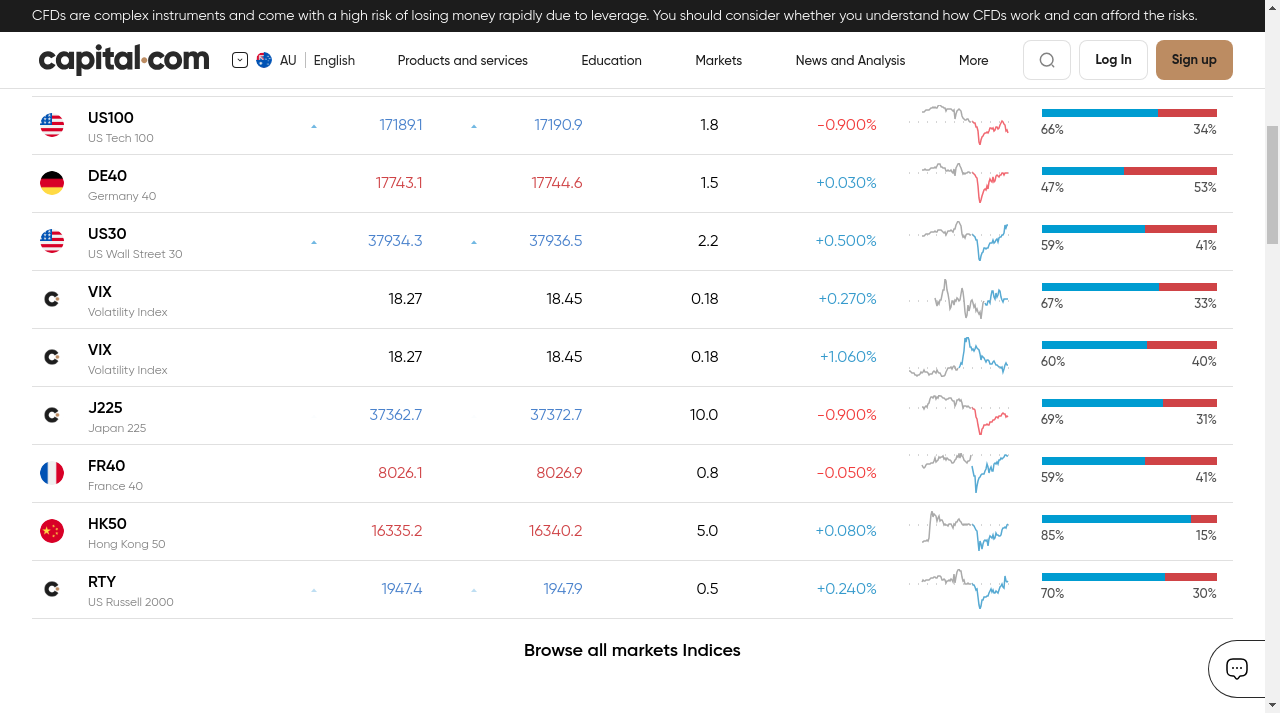 CFDs are complex instruments and come with a high risk of losing money rapidly due to leverage. You should consider whether you understand how CFDs work and can afford the risks.
capital.com AU English Products and services Education Markets News and Analysis More Log In Sign up
US100 17189.1 17190.9 1.8 -0.900% 66% 34%
US Tech 100
DE40 17743.1 17744.6 1.5 +0.030% 47% 53%
Germany 40
US30 37934.3 37936.5 2.2 +0.500% 59% 41%
US Wall Street 30
VIX 18.27 18.45 0.18 +0.270% 67% 33%
Volatility Index
VIX 18.27 18.45 0.18 +1.060% 60% 40%
Volatility Index
J225 37362.7 37372.7 10.0 -0.900% 69% 31%
Japan 225
FR40 8026.1 8026.9 0.8 -0.050% 59% 41%
France 40
HK50 16335.2 16340.2 5.0 +0.080% 85% 15%
Hong Kong 50
RTY 1947.4 1947.9 0.5 +0.240% 70% 30%
US Russell 2000
Browse all markets Indices